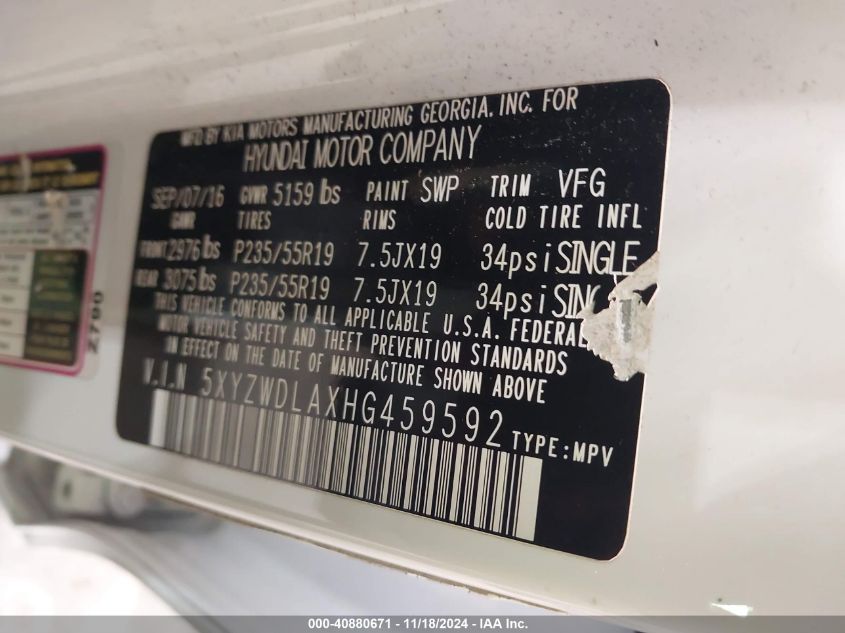 MFD BY KIA MOTORS MANUFACTURING GEORGIA, INC. FOR
HYUNDAI MOTOR COMPANY
SEP/07/16 GVWR 5159 lbs PAINT SWP TRIM VFG
GAWR TIRES RIMS COLD TIRE INFL
FRONT 2976 lbs P235/55R19 7.5JX19 34psi SINGLE
REAR 3075 lbs P235/55R19 7.5JX19 34psi
THIS VEHICLE CONFORMS TO ALL APPLICABLE U.S.A. FEDERAL
MOTOR VEHICLE SAFETY AND THEFT PREVENTION STANDARDS
IN EFFECT ON THE DATE OF MANUFACTURE SHOWN ABOVE
V.I.N 5XYZWDLAXHG459592
TYPE:MPV
2760
000-40880671 - 11/18/2024 - IAA Inc.